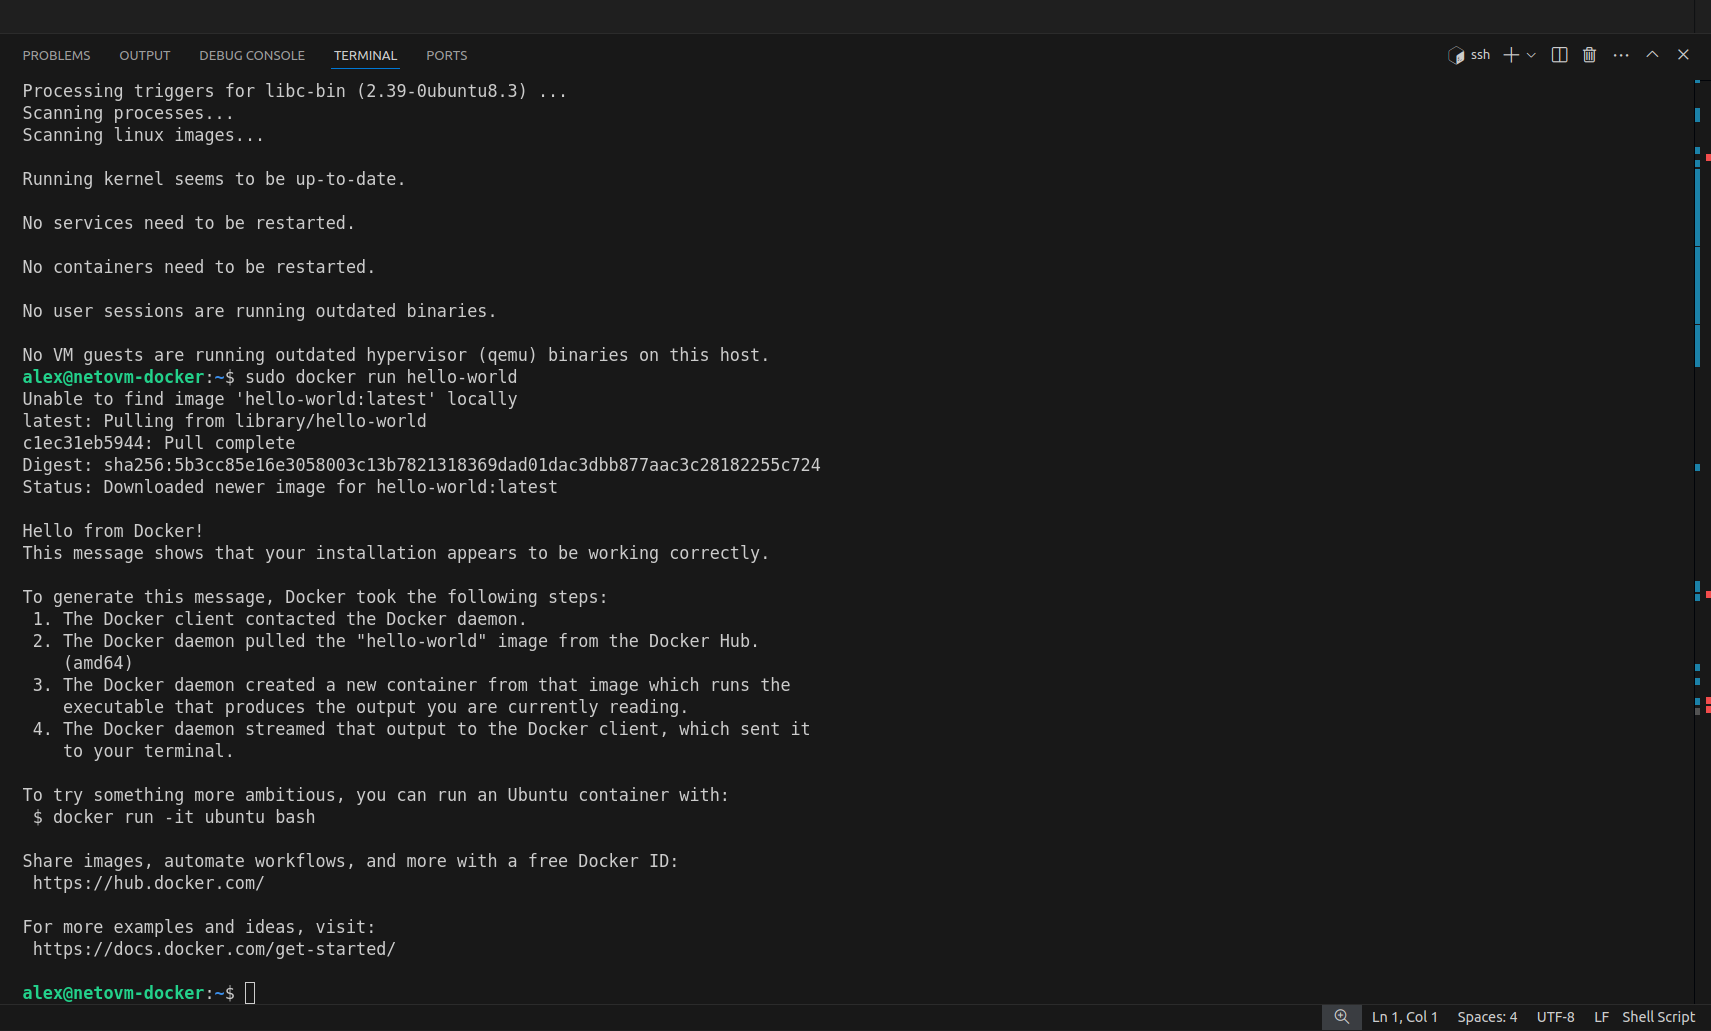 PROBLEMS OUTPUT DEBUG CONSOLE TERMINAL PORTS ssh
Processing triggers for libc-bin (2.39-0ubuntu8.3) ...
Scanning processes...
Scanning linux images...
Running kernel seems to be up-to-date.
No services need to be restarted.
No containers need to be restarted.
No user sessions are running outdated binaries.
No VM guests are running outdated hypervisor (qemu) binaries on this host.
alex@netovm-docker:~$ sudo docker run hello-world
Unable to find image 'hello-world:latest' locally
latest: Pulling from library/hello-world
c1ec31eb5944: Pull complete
Digest: sha256:5b3cc85e16e3058003c13b7821318369dad01dac3dbb877aac3c28182255c724
Status: Downloaded newer image for hello-world:latest
Hello from Docker!
This message shows that your installation appears to be working correctly.
To generate this message, Docker took the following steps:
1. The Docker client contacted the Docker daemon.
2. The Docker daemon pulled the "hello-world" image from the Docker Hub.
(amd64)
3. The Docker daemon created a new container from that image which runs the
executable that produces the output you are currently reading.
4. The Docker daemon streamed that output to the Docker client, which sent it
to your terminal.
To try something more ambitious, you can run an Ubuntu container with:
$ docker run -it ubuntu bash
Share images, automate workflows, and more with a free Docker ID:
https://hub.docker.com/
For more examples and ideas, visit:
https://docs.docker.com/get-started/
alex@netovm-docker:~$
Ln 1, Col 1 Spaces: 4 UTF-8 LF Shell Script